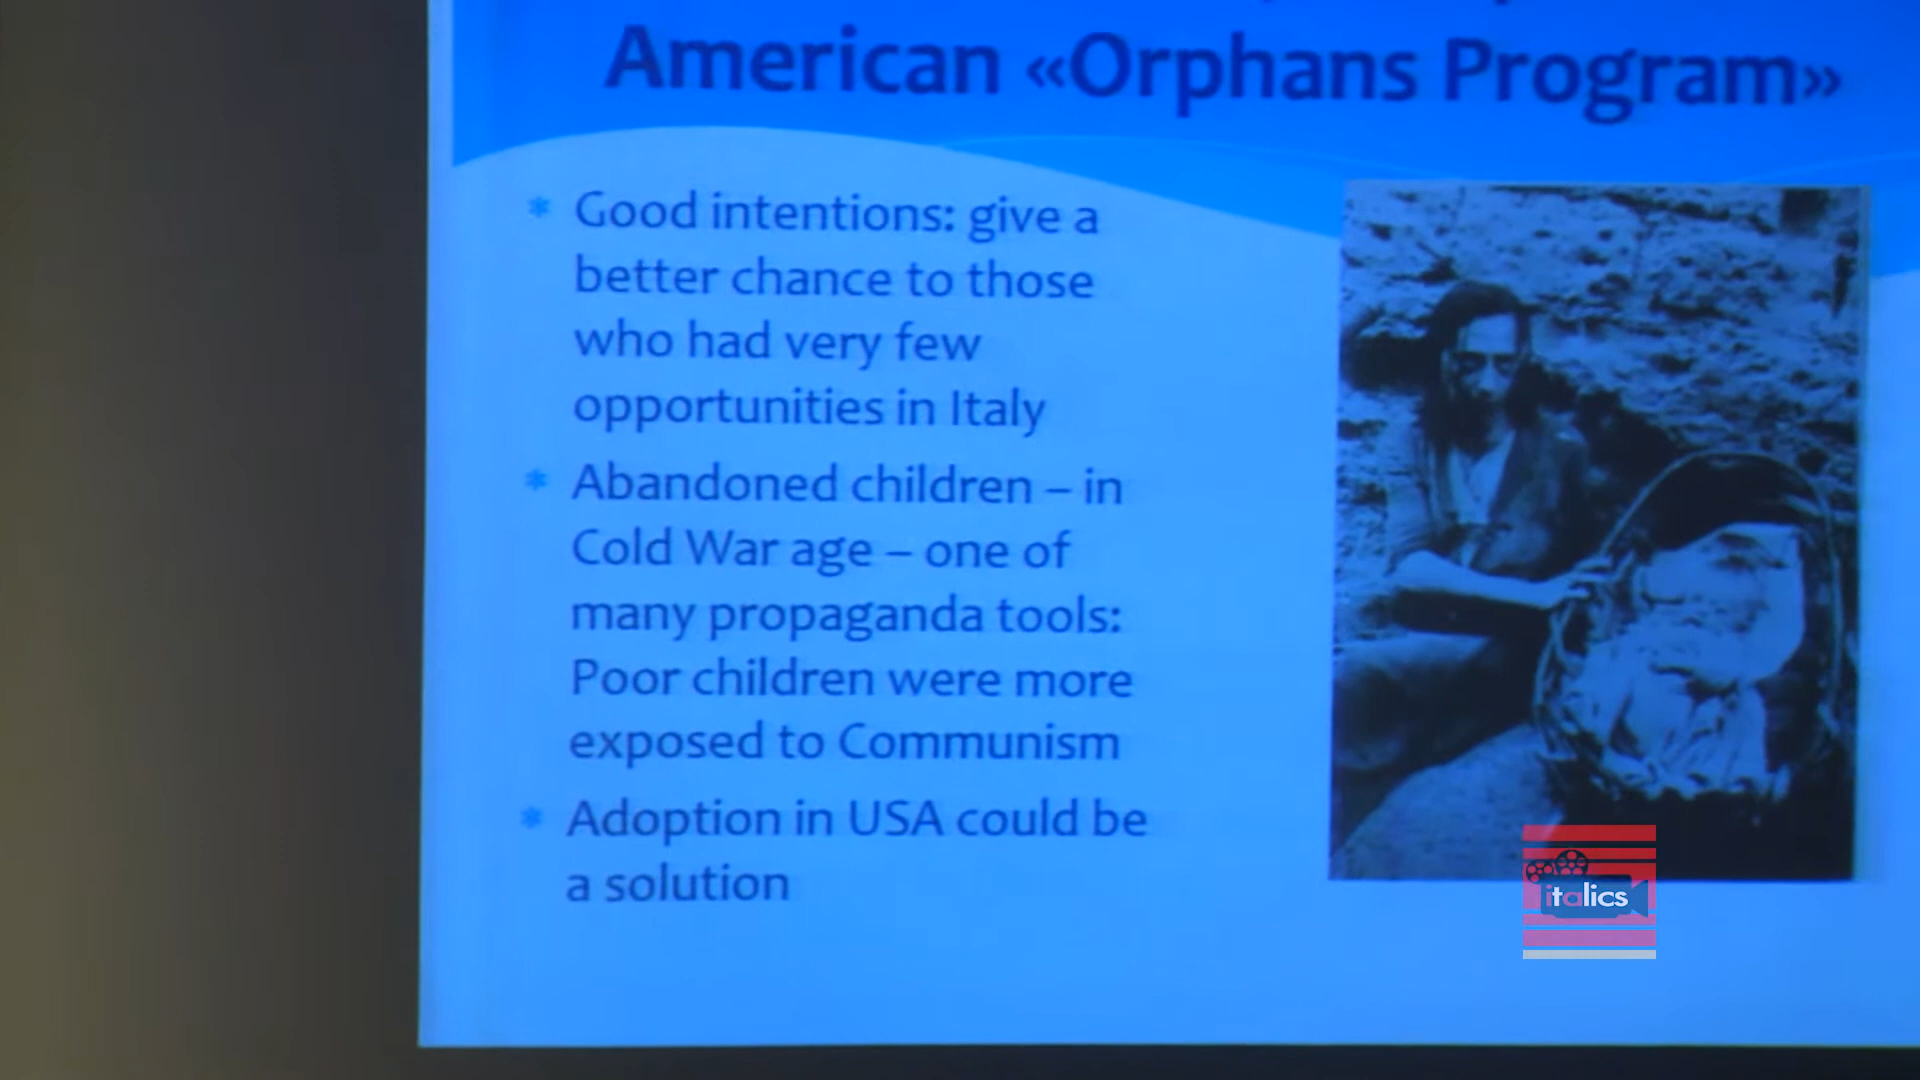 American «Orphans Program»
* Good intentions: give a
better chance to those
who had very few
opportunities in Italy
* Abandoned children – in
Cold War age – one of
many propaganda tools:
Poor children were more
exposed to Communism
* Adoption in USA could be
a solution
italics